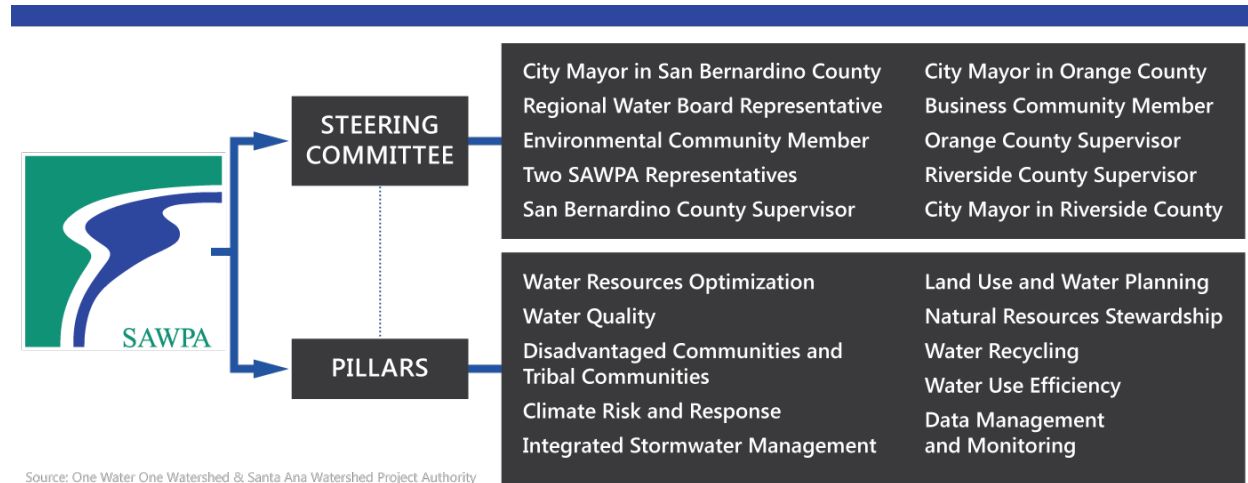 SAWPA
STEERING
COMMITTEE
City Mayor in San Bernardino County
Regional Water Board Representative
Environmental Community Member
Two SAWPA Representatives
San Bernardino County Supervisor
City Mayor in Orange County
Business Community Member
Orange County Supervisor
Riverside County Supervisor
City Mayor in Riverside County
PILLARS
Water Resources Optimization
Water Quality
Disadvantaged Communities and
Tribal Communities
Climate Risk and Response
Integrated Stormwater Management
Land Use and Water Planning
Natural Resources Stewardship
Water Recycling
Water Use Efficiency
Data Management
and Monitoring
Source: One Water One Watershed & Santa Ana Watershed Project Authority